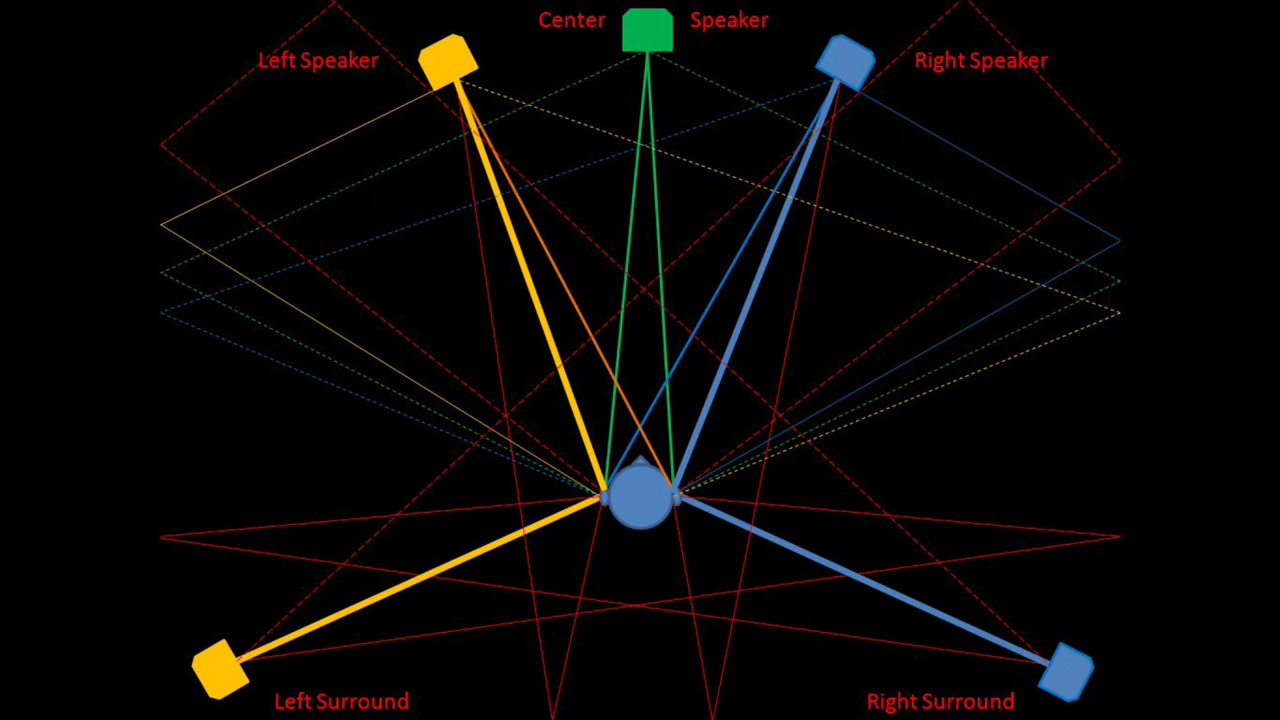 Center Speaker
Left Speaker
Right Speaker
Left Surround
Right Surround